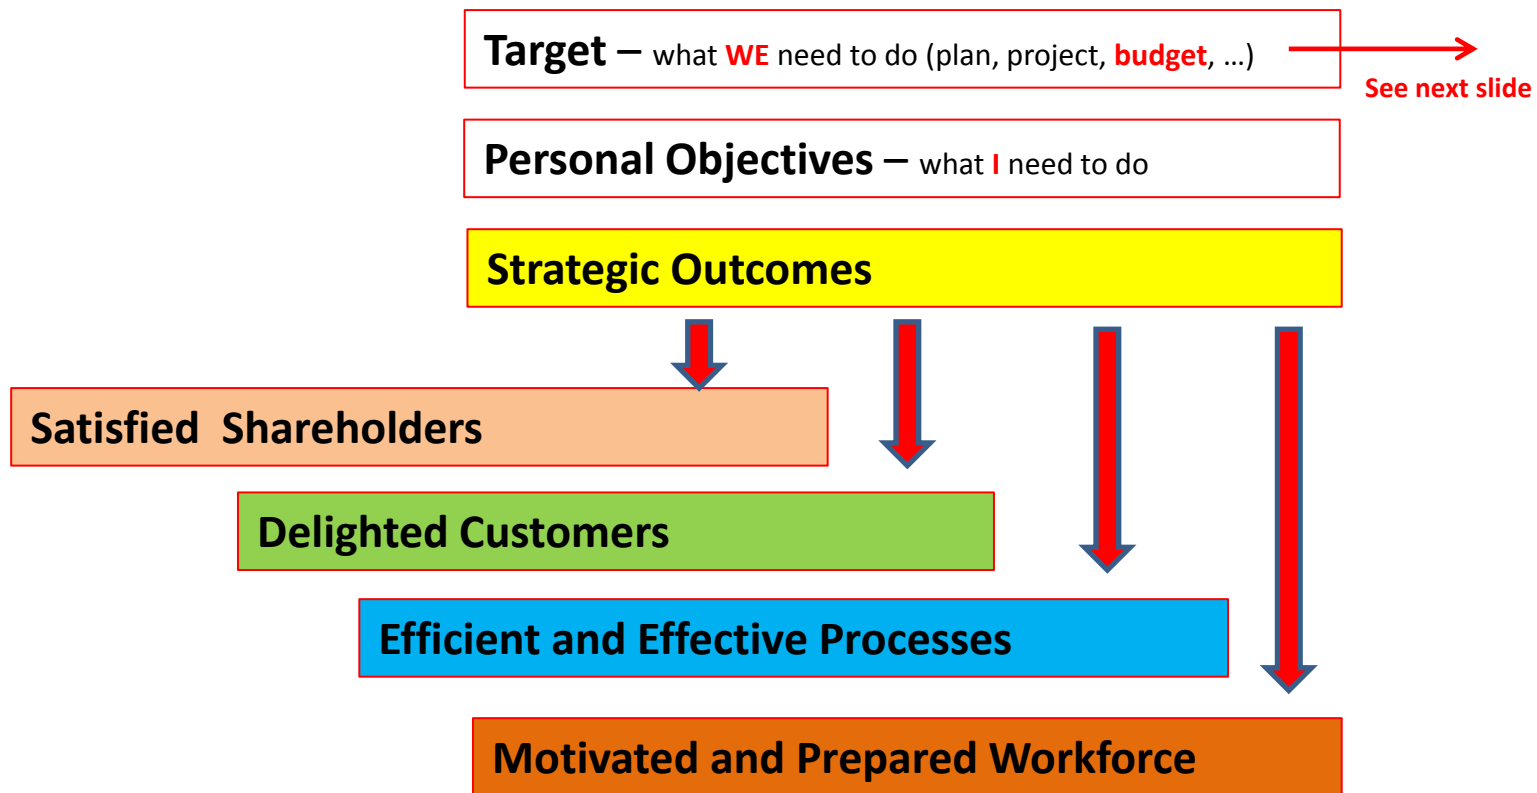 Target – what WE need to do (plan, project, budget, …)
See next slide
Personal Objectives – what I need to do
Strategic Outcomes
Satisfied  Shareholders
Delighted Customers
Efficient and Effective Processes
Motivated and Prepared Workforce